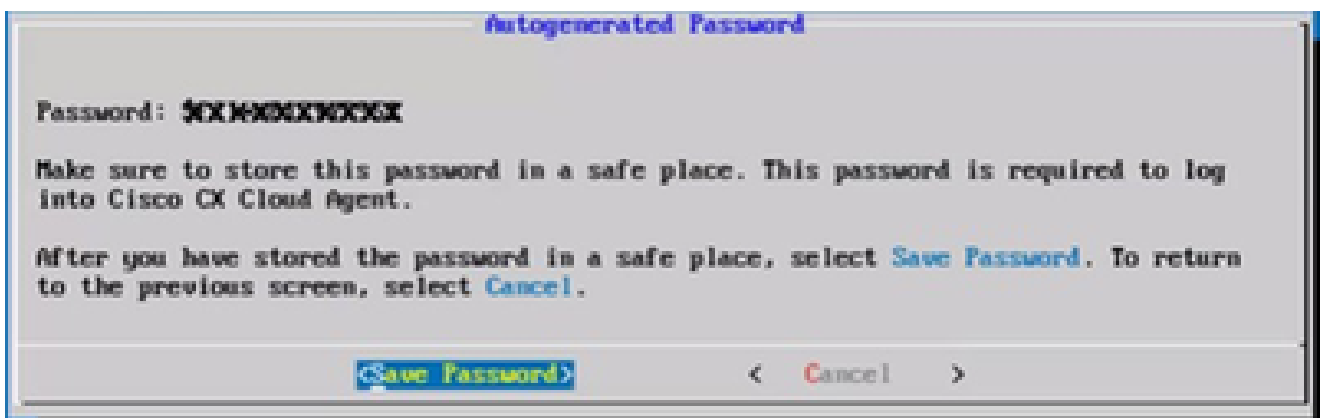 Autogenerated Password
Password:
Make sure to store this password in a safe place. This password is required to log
into Cisco CX Cloud Agent.
After you have stored the password in a safe place, select Save Password. To return
to the previous screen, select Cancel.
<Save Password> < Cancel >